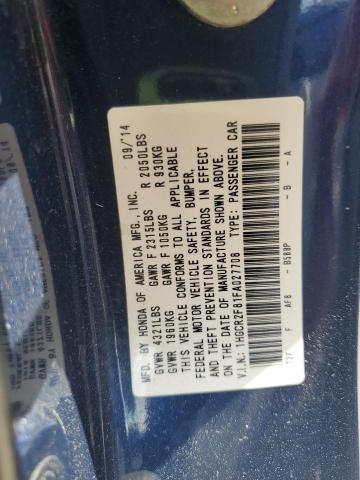 MFD. BY HONDA OF AMERICA MFG., INC. 09/14
GVWR 4321LBS GAWR F 2315LBS R 2050LBS
GVWR 1960KG GAWR F 1050KG R 930KG
THIS VEHICLE CONFORMS TO ALL APPLICABLE
FEDERAL MOTOR VEHICLE SAFETY, BUMPER,
AND THEFT PREVENTION STANDARDS IN EFFECT
ON THE DATE OF MANUFACTURE SHOWN ABOVE.
V.I.N.: 1HGCR2F81FA027708 TYPE: PASSENGER CAR
12F F AF8 - B588P - B - A